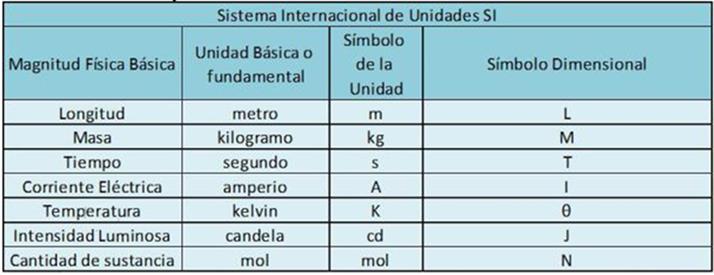 Sistema Internacional de Unidades SI
Magnitud Física Básica
Unidad Básica o
fundamental
Símbolo
de la
Unidad
Símbolo Dimensional
Longitud metro m L
Masa kilogramo kg M
Tiempo segundo s T
Corriente Eléctrica amperio A I
Temperatura kelvin K θ
Intensidad Luminosa candela cd J
Cantidad de sustancia mol mol N